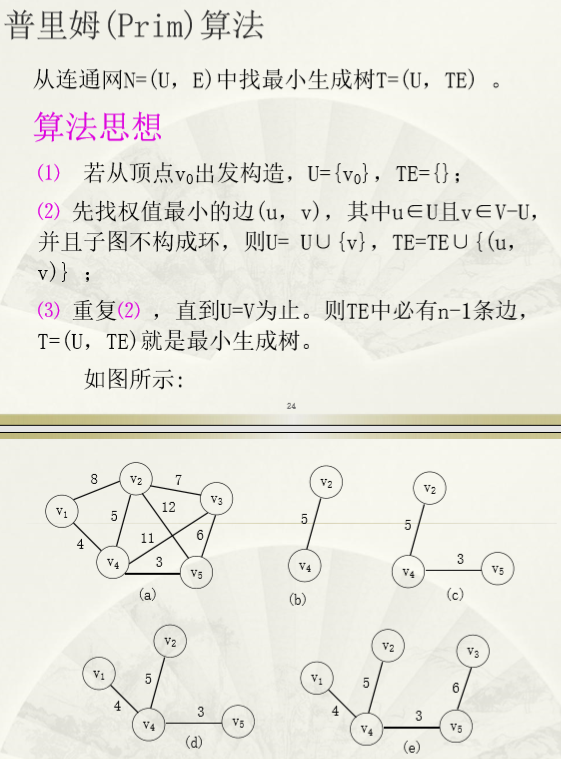 普里姆(Prim)算法
从连通网N=(U，E)中找最小生成树T=(U，TE) 。
算法思想
⑴ 若从顶点v₀出发构造，U={v₀}，TE={}；
⑵ 先找权值最小的边(u，v)，其中u∈U且v∈V-U，
并且子图不构成环，则U= U∪{v}，TE=TE∪{(u，
v)} ；
⑶ 重复⑵ ，直到U=V为止。则TE中必有n-1条边，
T=(U，TE)就是最小生成树。
如图所示:
24
v₁ v₂ v₃ v₄ v₅
8 7 5 12 4 11 6 3
(a)
v₂
5
v₄
(b)
v₂
5
v₄ 3 v₅
(c)
v₂
v₁
5
4
v₄ 3 v₅
(d)
v₂ v₃
v₁
5 6
4
v₄ 3 v₅
(e)